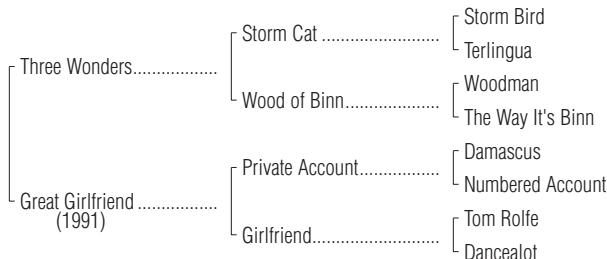 Storm Bird
Storm Cat ........................
Terlingua
Three Wonders.................
Woodman
Wood of Binn...................
The Way It's Binn
Damascus
Private Account................
Numbered Account
Great Girlfriend ................
(1991)
Tom Rolfe
Girlfriend.........................
Dancealot